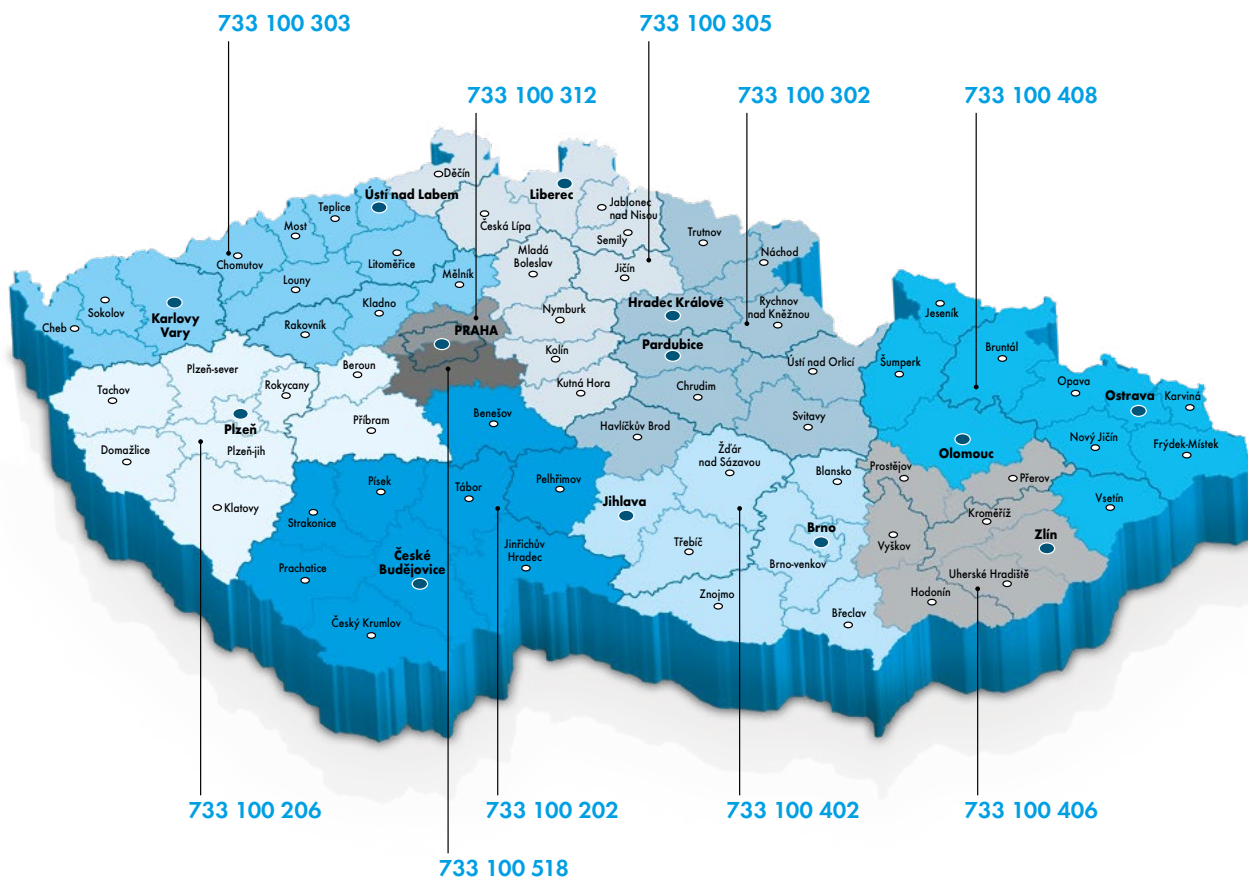 733 100 303
733 100 305
733 100 312
733 100 302
733 100 408
Děčín
Ústí nad Labem
Liberec
Teplice
Jablonec
nad Nisou
Most
Česká Lípa
Semily
Trutnov
Chomutov
Litoměřice
Mladá
Boleslav
Náchod
Louny
Mělník
Jičín
Sokolov
Karlovy
Vary
Kladno
Nymburk
Hradec Králové
Rychnov
nad Kněžnou
Jeseník
Cheb
Rakovník
PRAHA
Pardubice
Bruntál
Plzeň-sever
Beroun
Kolín
Ústí nad Orlicí
Šumperk
Tachov
Rokycany
Kutná Hora
Chrudim
Opava
Ostrava
Karviná
Plzeň
Příbram
Benešov
Havlíčkův Brod
Svitavy
Nový Jičín
Frýdek-Místek
Domažlice
Plzeň-jih
Žďár
nad Sázavou
Blansko
Prostějov
Olomouc
Přerov
Klatovy
Písek
Tábor
Pelhřimov
Jihlava
Vsetín
Strakonice
Kroměříž
Brno
Zlín
Jinřichův
Hradec
Třebíč
Vyškov
Prachatice
České
Budějovice
Brno-venkov
Uherské Hradiště
Znojmo
Hodonín
Český Krumlov
Břeclav
733 100 206
733 100 202
733 100 402
733 100 406
733 100 518